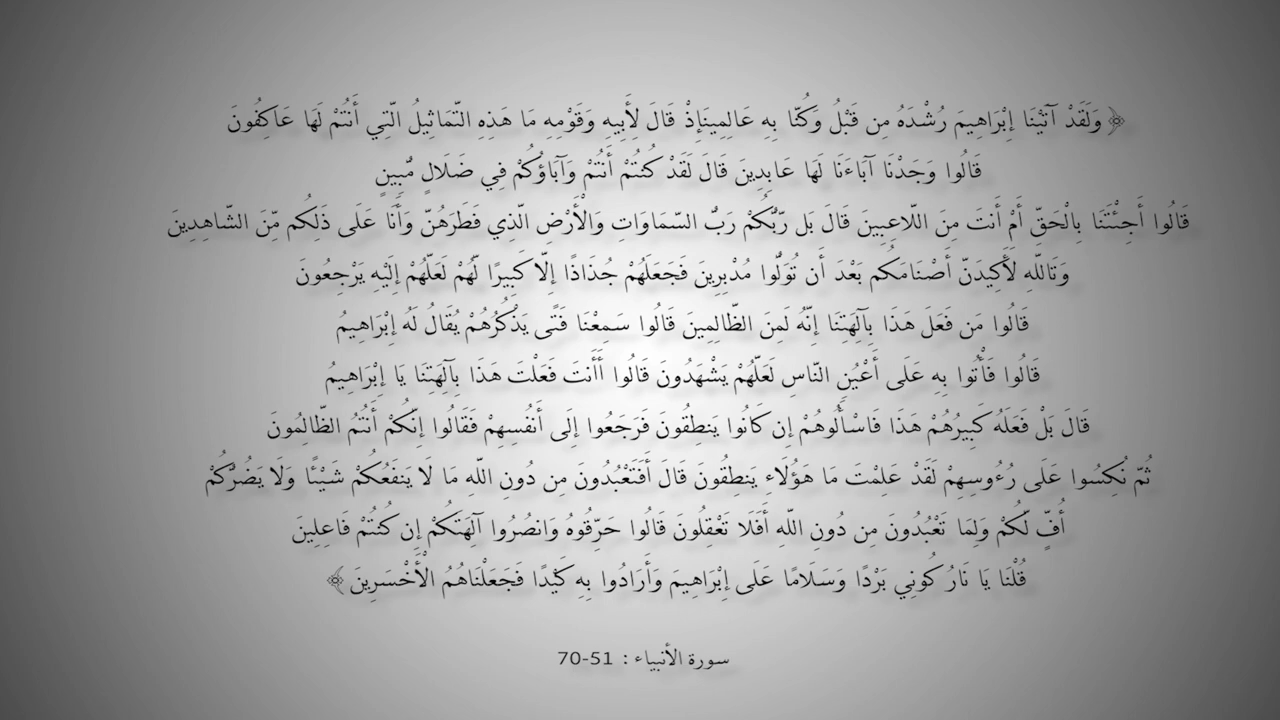 ﴿وَلَقَدْ آتَيْنَا إِبْرَاهِيمَ رُشْدَهُ مِن قَبْلُ وَكُنَّا بِهِ عَالِمِينَإِذْ قَالَ لِأَبِيهِ وَقَوْمِهِ مَا هَذِهِ التَّمَاثِيلُ الَّتِي أَنتُمْ لَهَا عَاكِفُونَ
قَالُوا وَجَدْنَا آبَاءَنَا لَهَا عَابِدِينَ قَالَ لَقَدْ كُنتُمْ أَنتُمْ وَآبَاؤُكُمْ فِي ضَلَالٍ مُّبِينٍ
قَالُوا أَجِئْتَنَا بِالْحَقِّ أَمْ أَنتَ مِنَ اللَّاعِبِينَ قَالَ بَل رَّبُّكُمْ رَبُّ السَّمَاوَاتِ وَالْأَرْضِ الَّذِي فَطَرَهُنَّ وَأَنَا عَلَى ذَلِكُم مِّنَ الشَّاهِدِينَ
وَتَاللَّهِ لَأَكِيدَنَّ أَصْنَامَكُم بَعْدَ أَن تُوَلُّوا مُدْبِرِينَ فَجَعَلَهُمْ جُذَاذًا إِلَّا كَبِيرًا لَّهُمْ لَعَلَّهُمْ إِلَيْهِ يَرْجِعُونَ
قَالُوا مَن فَعَلَ هَذَا بِآلِهَتِنَا إِنَّهُ لَمِنَ الظَّالِمِينَ قَالُوا سَمِعْنَا فَتًى يَذْكُرُهُمْ يُقَالُ لَهُ إِبْرَاهِيمُ
قَالُوا فَأْتُوا بِهِ عَلَى أَعْيُنِ النَّاسِ لَعَلَّهُمْ يَشْهَدُونَ قَالُوا أَأَنتَ فَعَلْتَ هَذَا بِآلِهَتِنَا يَا إِبْرَاهِيمُ
قَالَ بَلْ فَعَلَهُ كَبِيرُهُمْ هَذَا فَاسْأَلُوهُمْ إِن كَانُوا يَنطِقُونَ فَرَجَعُوا إِلَى أَنفُسِهِمْ فَقَالُوا إِنَّكُمْ أَنتُمُ الظَّالِمُونَ
ثُمَّ نُكِسُوا عَلَى رُءُوسِهِمْ لَقَدْ عَلِمْتَ مَا هَؤُلَاءِ يَنطِقُونَ قَالَ أَفَتَعْبُدُونَ مِن دُونِ اللَّهِ مَا لَا يَنفَعُكُمْ شَيْئًا وَلَا يَضُرُّكُمْ
أُفٍّ لَّكُمْ وَلِمَا تَعْبُدُونَ مِن دُونِ اللَّهِ أَفَلَا تَعْقِلُونَ قَالُوا حَرِّقُوهُ وَانصُرُوا آلِهَتَكُمْ إِن كُنتُمْ فَاعِلِينَ
قُلْنَا يَا نَارُ كُونِي بَرْدًا وَسَلَامًا عَلَى إِبْرَاهِيمَ وَأَرَادُوا بِهِ كَيْدًا فَجَعَلْنَاهُمُ الْأَخْسَرِينَ﴾
سورة الأنبياء : 51-70